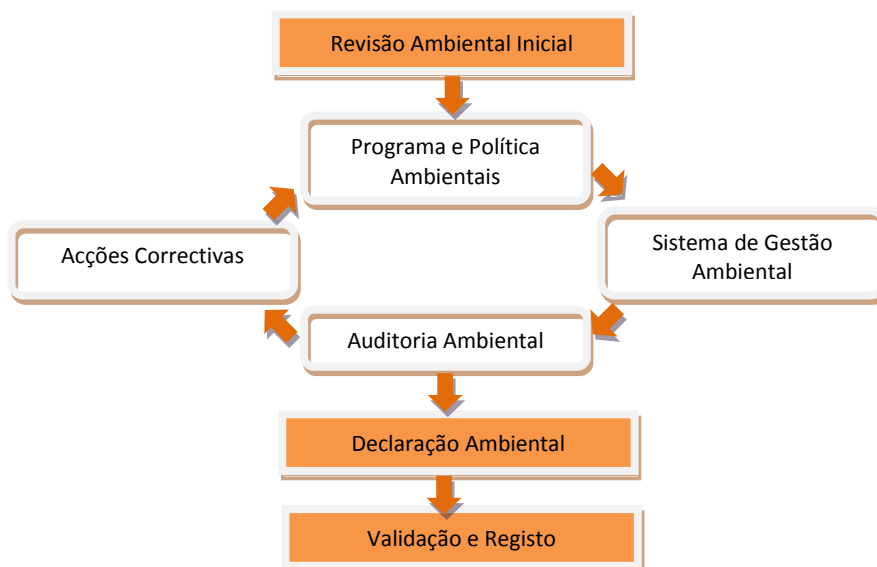 Revisão Ambiental Inicial
Programa e Política
Ambientais
Acções Correctivas
Sistema de Gestão
Ambiental
Auditoria Ambiental
Declaração Ambiental
Validação e Registo